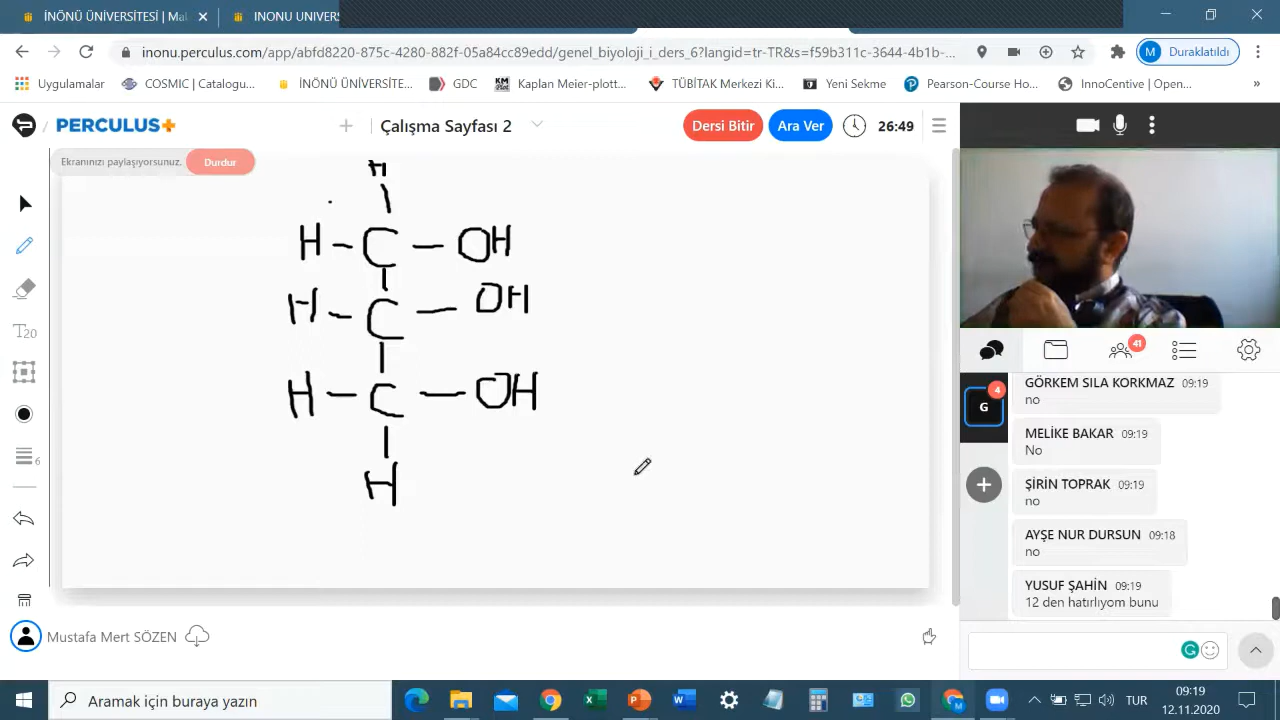 İNÖNÜ ÜNİVERSİTESİ | Mal
INONU UNIVERS
inonu.perculus.com/app/abfd8220-875c-4280-882f-05a84cc89edd/genel_biyoloji_i_ders_6?langid=tr-TR&s=f59b311c-3644-4b1b-...
M Duraklatıldı
Uygulamalar
COSMIC | Catalogu...
İNÖNÜ ÜNİVERSİTE...
GDC
KM Kaplan Meier-plott...
TÜBİTAK Merkezi Ki...
Yeni Sekme
Pearson-Course Ho...
InnoCentive | Open...
»
/ PERCULUS+
Çalışma Sayfası 2
Dersi Bitir
Ara Ver
26:49
Ekranınızı paylaşıyorsunuz.
Durdur
T20
6
H
H - C - OH
H - C - OH
H - C - OH
H
41
G
4
GÖRKEM SILA KORKMAZ 09:19
no
MELİKE BAKAR 09:19
No
ŞİRİN TOPRAK 09:19
no
AYŞE NUR DURSUN 09:18
no
YUSUF ŞAHİN 09:19
12 den hatırlıyom bunu
Mustafa Mert SÖZEN
Aramak için buraya yazın
TUR
09:19
12.11.2020